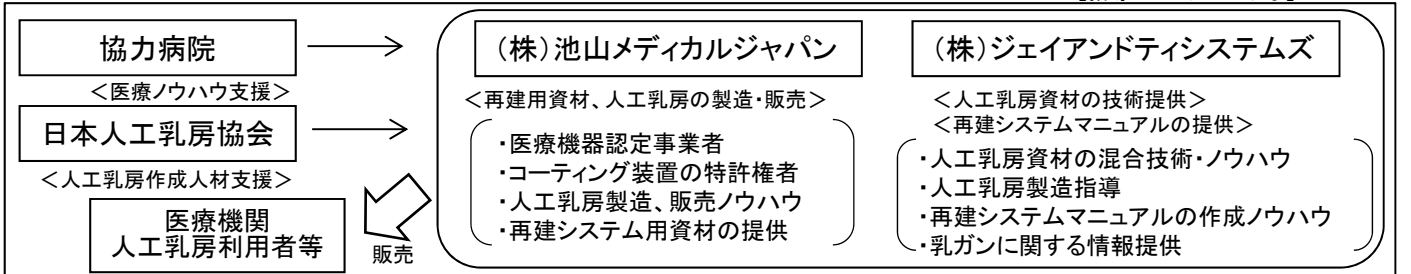 協力病院
<医療ノウハウ支援>
日本人工乳房協会
<人工乳房作成人材支援>
医療機関
人工乳房利用者等
販売
(株)池山メディカルジャパン
<再建用資材、人工乳房の製造・販売>
・医療機器認定事業者
・コーティング装置の特許権者
・人工乳房製造、販売ノウハウ
・再建システム用資材の提供
(株)ジェイアンドティシステムズ
<人工乳房資材の技術提供>
<再建システムマニュアルの提供>
・人工乳房資材の混合技術・ノウハウ
・人工乳房製造指導
・再建システムマニュアルの作成ノウハウ
・乳ガンに関する情報提供